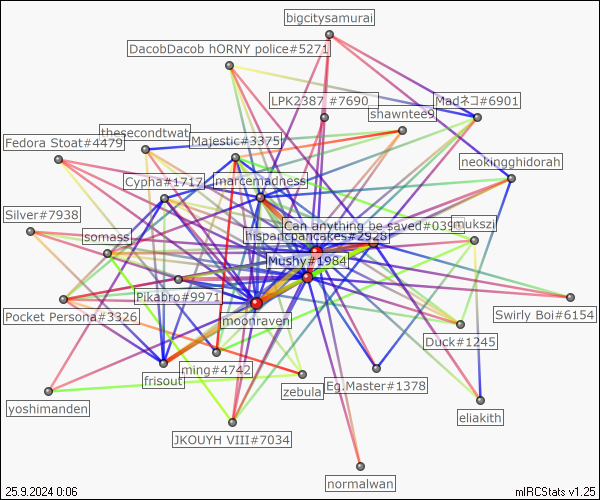 bigcitysamurai
DacobDacob hORNY police#5271
LPK2387 #7690
Madネコ#6901
shawntee9
thesecondtwat
Fedora Stoat#4479
Majestic#3375
neokingghidorah
Cypha#1717
marcemadness
Silver#7938
Can anything be saved#039
mukszi
somass
hispancpancakes#2928
Mushy#1984
Pikabro#9971
Swirly Boi#6154
Pocket Persona#3326
moonraven
Duck#1245
ming#4742
frisout
zebula
Eg.Master#1378
yoshimanden
eliakith
JKOUYH VIII#7034
normalwan
25.9.2024 0:06
mIRCStats v1.25